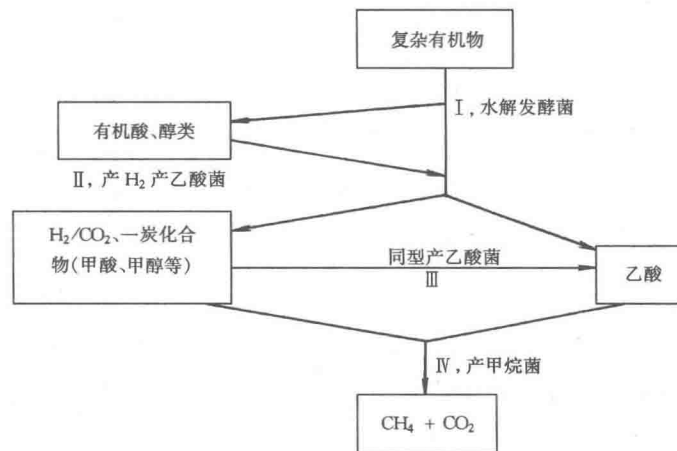 复杂有机物
Ⅰ,水解发酵菌
有机酸、醇类
Ⅱ,产 H₂ 产乙酸菌
H₂/CO₂、一炭化合
物(甲酸、甲醇等)
同型产乙酸菌
Ⅲ
乙酸
Ⅳ,产甲烷菌
CH₄ + CO₂